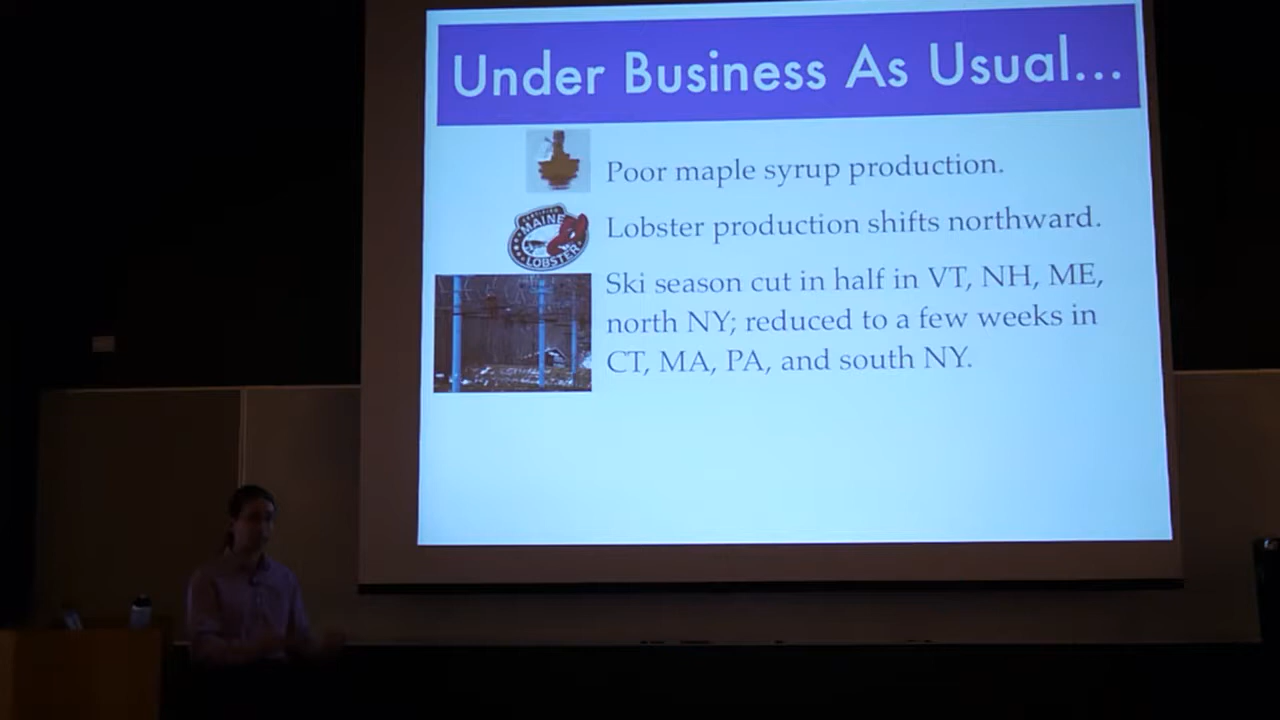 Under Business As Usual...
Poor maple syrup production.
CERTIFIED
MAINE
LOBSTER
Lobster production shifts northward.
Ski season cut in half in VT, NH, ME,
north NY; reduced to a few weeks in
CT, MA, PA, and south NY.